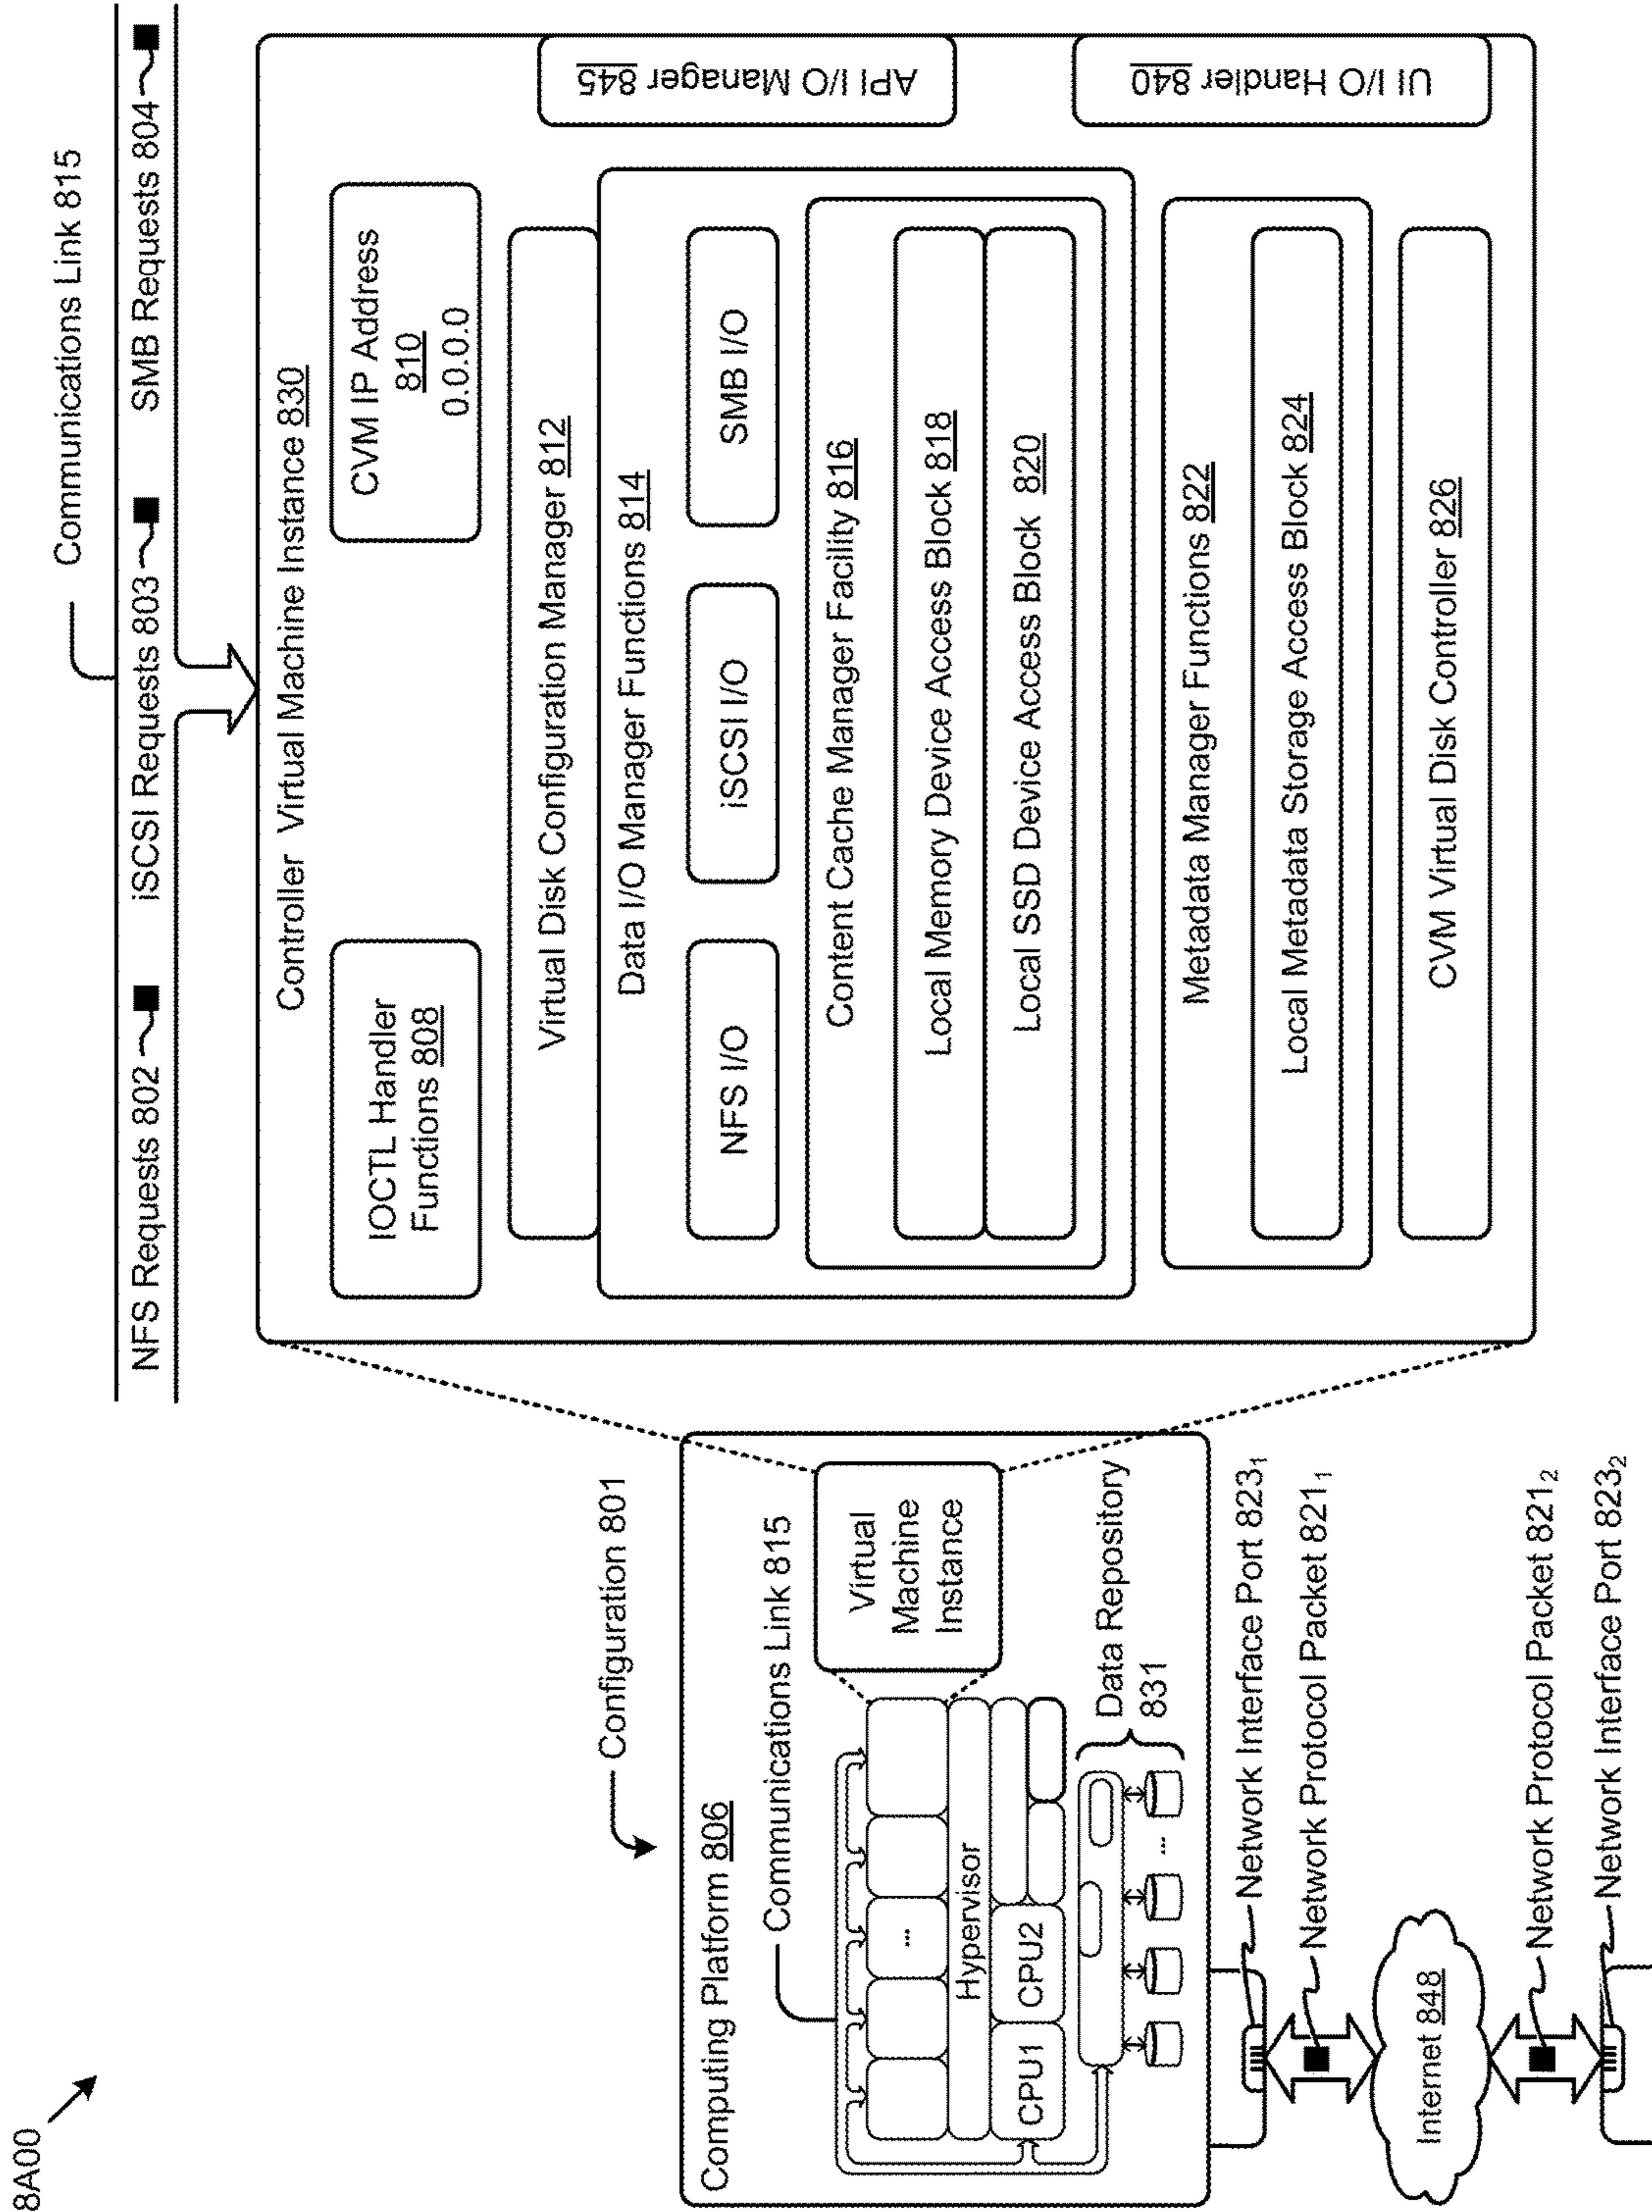 8A00
Communications Link 815
NFS Requests 802
iSCSI Requests 803
SMB Requests 804
Configuration 801
Computing Platform 806
Communications Link 815
...
Hypervisor
CPU1
CPU2
...
Virtual
Machine
Instance
Data Repository
831
Network Interface Port 823₁
Network Protocol Packet 821₁
Internet 848
Network Protocol Packet 821₂
Network Interface Port 823₂
Controller Virtual Machine Instance 830
IOCTL Handler
Functions 808
CVM IP Address
810
0.0.0.0
Virtual Disk Configuration Manager 812
Data I/O Manager Functions 814
NFS I/O
iSCSI I/O
SMB I/O
Content Cache Manager Facility 816
Local Memory Device Access Block 818
Local SSD Device Access Block 820
Metadata Manager Functions 822
Local Metadata Storage Access Block 824
CVM Virtual Disk Controller 826
API I/O Manager 845
UI I/O Handler 840